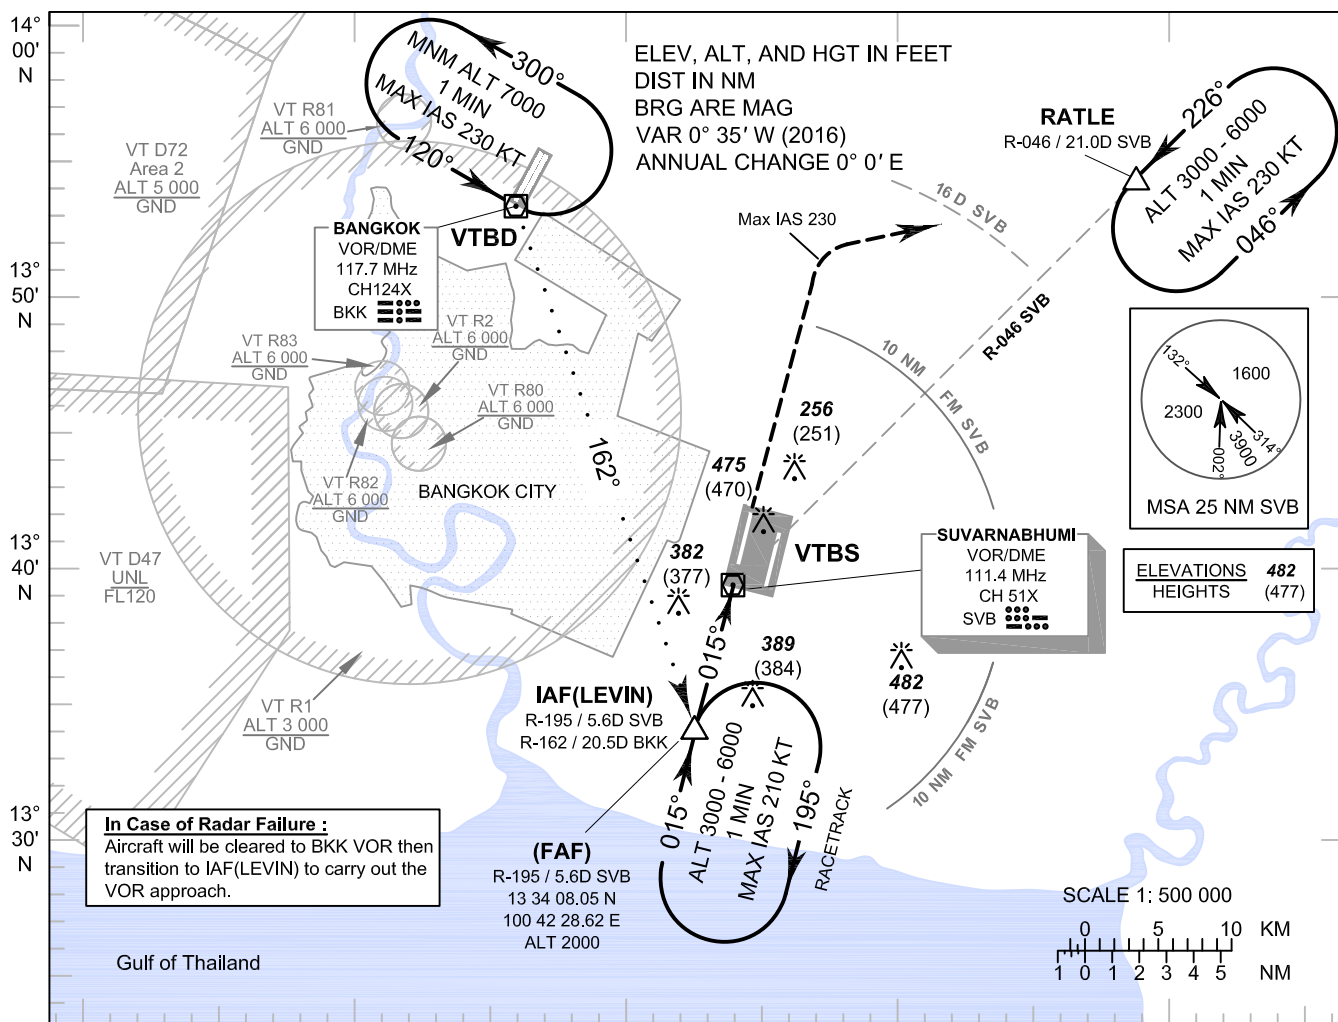 14°
00'
N
13°
50'
N
13°
40'
N
13°
30'
N
ELEV, ALT, AND HGT IN FEET
DIST IN NM
BRG ARE MAG
VAR 0° 35' W (2016)
ANNUAL CHANGE 0° 0' E
300°
MNM ALT 7000
1 MIN
MAX IAS 230 KT
120°
VT R81
ALT 6 000
GND
VT D72
Area 2
ALT 5 000
GND
BANGKOK
VOR/DME
117.7 MHz
CH124X
BKK
VTBD
RATLE
R-046 / 21.0D SVB
226°
ALT 3000 - 6000
1 MIN
MAX IAS 230 KT
046°
16 D SVB
Max IAS 230
R-046 SVB
10 NM FM SVB
132°
1600
2300
314°
3900
002°
MSA 25 NM SVB
VT R83
ALT 6 000
GND
VT R2
ALT 6 000
GND
VT R80
ALT 6 000
GND
VT R82
ALT 6 000
GND
BANGKOK CITY
162°
256
(251)
475
(470)
VTBS
382
(377)
SUVARNABHUMI
VOR/DME
111.4 MHz
CH 51X
SVB
ELEVATIONS 482
HEIGHTS (477)
VT D47
UNL
FL120
VT R1
ALT 3 000
GND
015°
389
(384)
482
(477)
10 NM FM SVB
IAF(LEVIN)
R-195 / 5.6D SVB
R-162 / 20.5D BKK
015°
ALT 3000 - 6000
1 MIN
MAX IAS 210 KT
195°
RACETRACK
(FAF)
R-195 / 5.6D SVB
13 34 08.05 N
100 42 28.62 E
ALT 2000
In Case of Radar Failure :
Aircraft will be cleared to BKK VOR then
transition to IAF(LEVIN) to carry out the
VOR approach.
Gulf of Thailand
SCALE 1: 500 000
0 5 10 KM
1 0 1 2 3 4 5 NM